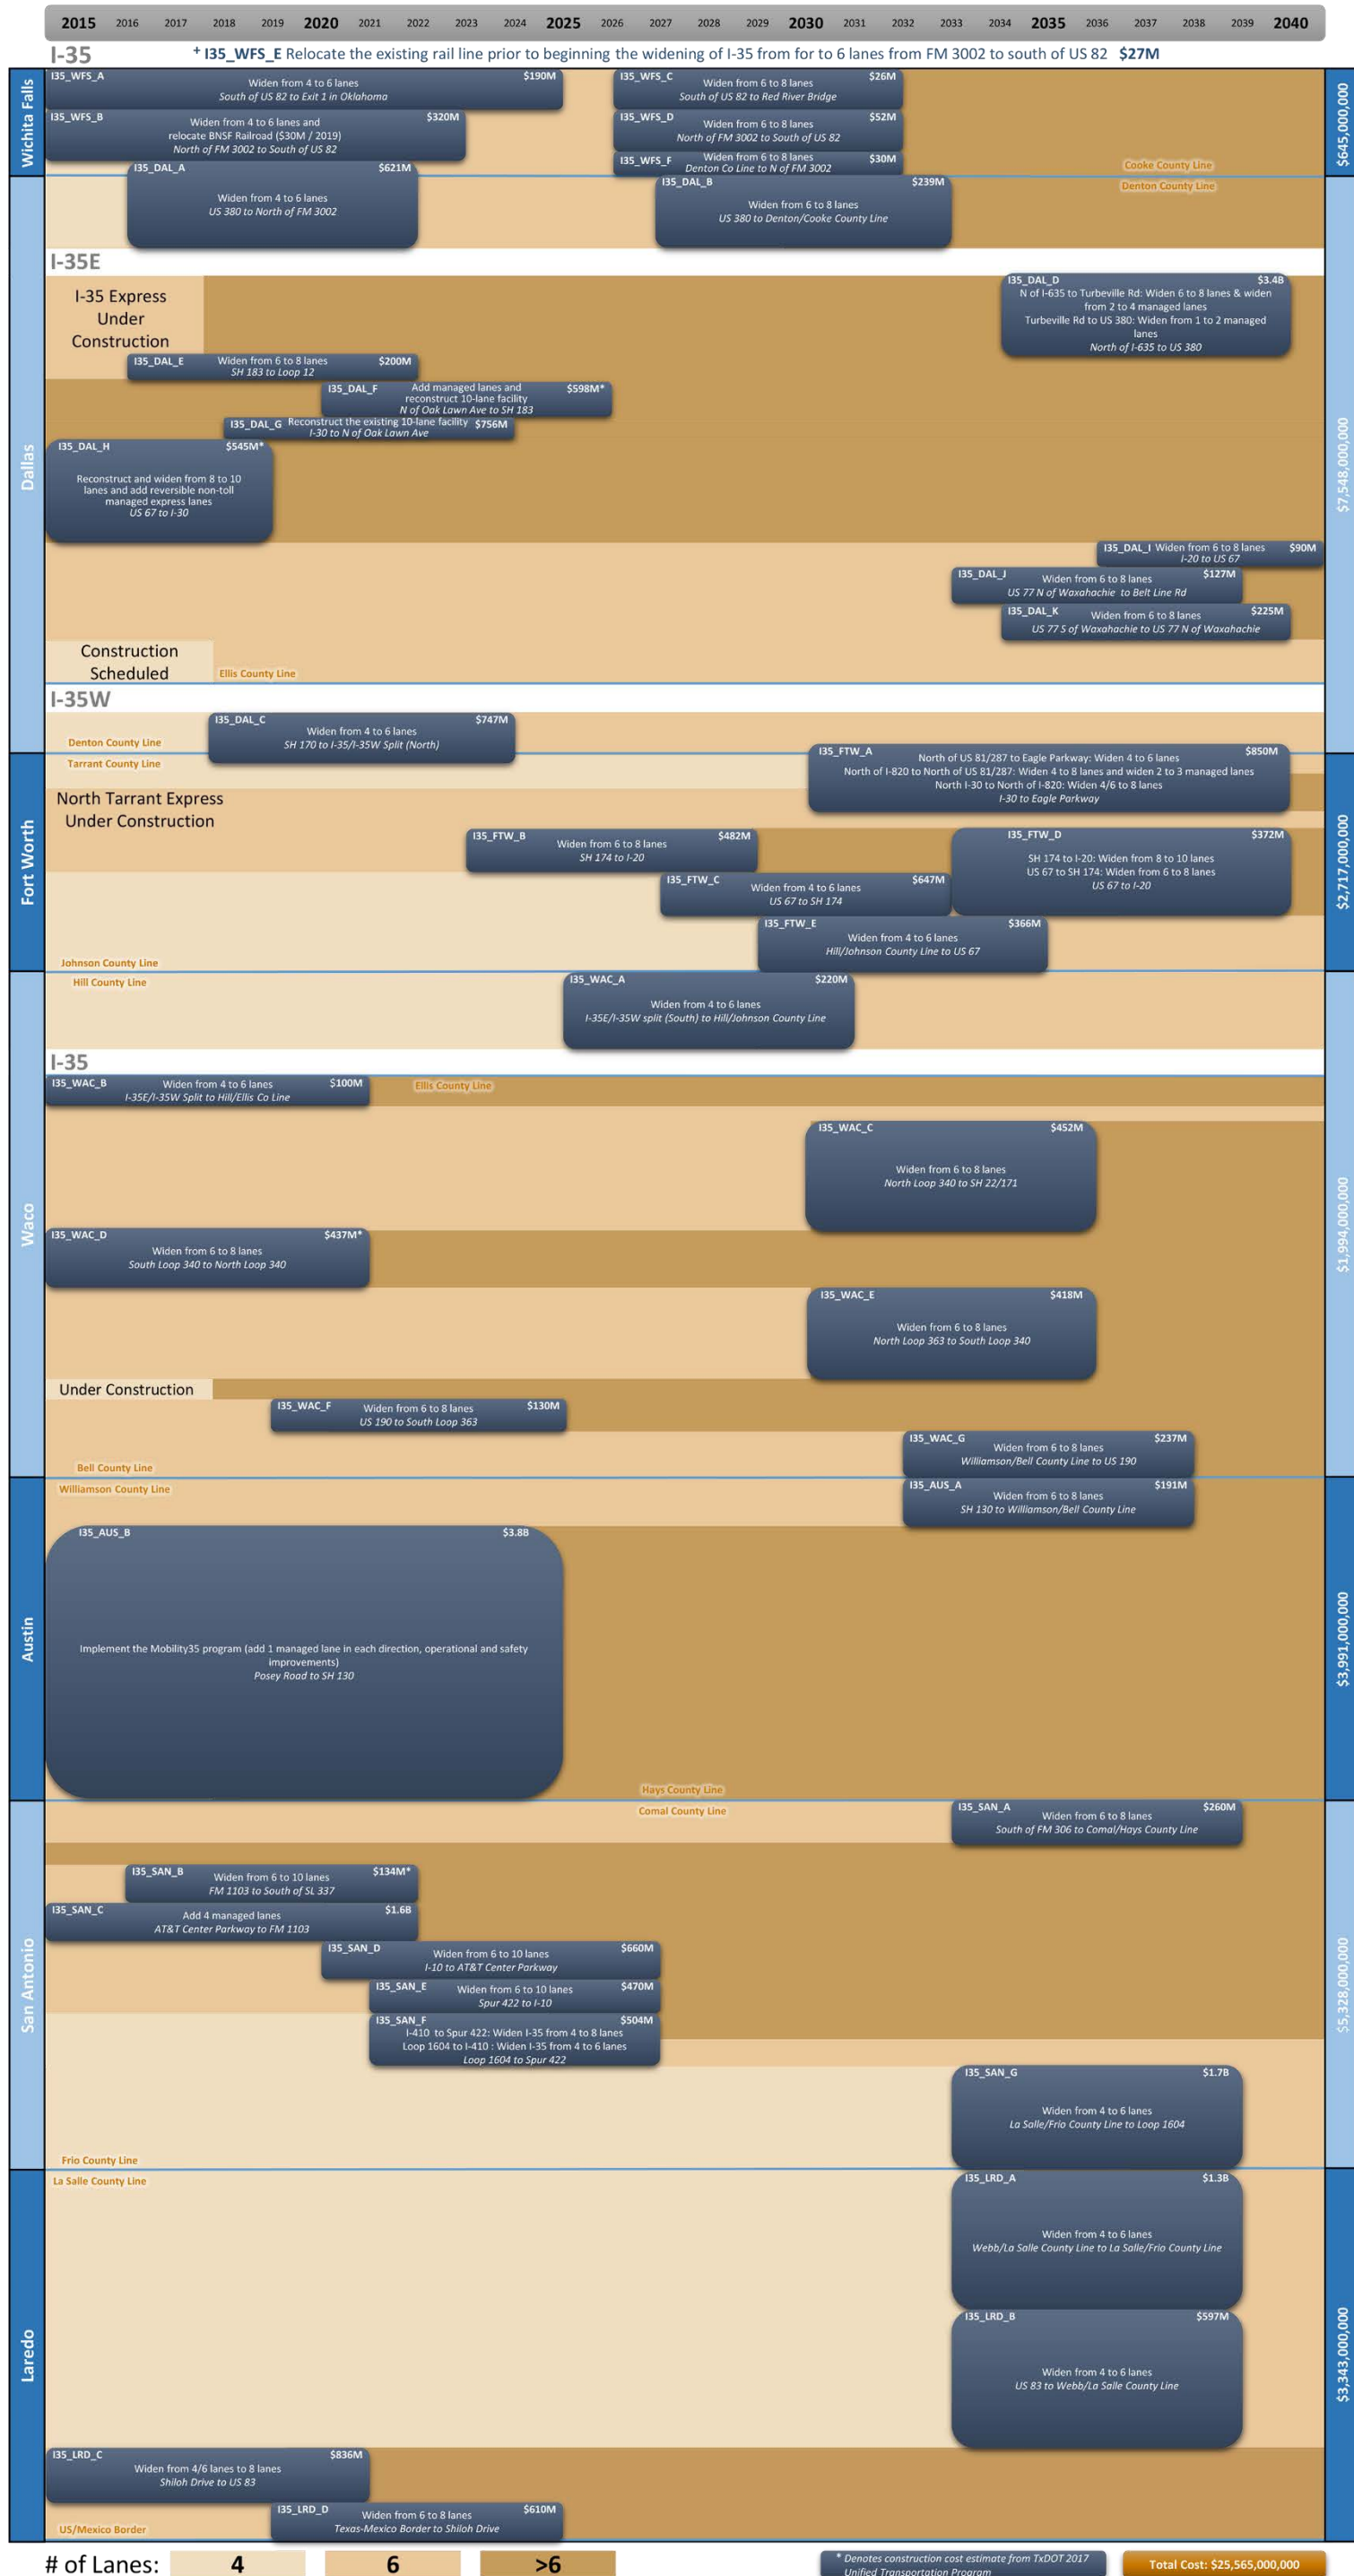 2015 2016 2017 2018 2019 2020 2021 2022 2023 2024 2025 2026 2027 2028 2029 2030 2031 2032 2033 2034 2035 2036 2037 2038 2039 2040
I-35
+ I35_WFS_E Relocate the existing rail line prior to beginning the widening of I-35 from for to 6 lanes from FM 3002 to south of US 82 $27M
Wichita Falls
$645,000,000
I35_WFS_A $190M
Widen from 4 to 6 lanes
South of US 82 to Exit 1 in Oklahoma
I35_WFS_C Widen from 6 to 8 lanes $26M
South of US 82 to Red River Bridge
I35_WFS_B $320M
Widen from 4 to 6 lanes and
relocate BNSF Railroad ($30M / 2019)
North of FM 3002 to South of US 82
I35_WFS_D $52M
Widen from 6 to 8 lanes
North of FM 3002 to South of US 82
I35_WFS_F Widen from 6 to 8 lanes $30M
Denton Co Line to N of FM 3002
Cooke County Line
Denton County Line
Dallas
$7,548,000,000
I35_DAL_A $621M
Widen from 4 to 6 lanes
US 380 to North of FM 3002
I35_DAL_B $239M
Widen from 6 to 8 lanes
US 380 to Denton/Cooke County Line
I-35E
I-35 Express
Under
Construction
I35_DAL_D $3.4B
N of I-635 to Turbeville Rd: Widen 6 to 8 lanes & widen
from 2 to 4 managed lanes
Turbeville Rd to US 380: Widen from 1 to 2 managed
lanes
North of I-635 to US 380
I35_DAL_E Widen from 6 to 8 lanes $200M
SH 183 to Loop 12
I35_DAL_F Add managed lanes and $598M*
reconstruct 10-lane facility
N of Oak Lawn Ave to SH 183
I35_DAL_G Reconstruct the existing 10-lane facility $756M
I-30 to N of Oak Lawn Ave
I35_DAL_H $545M*
Reconstruct and widen from 8 to 10
lanes and add reversible non-toll
managed express lanes
US 67 to I-30
I35_DAL_I Widen from 6 to 8 lanes $90M
I-20 to US 67
I35_DAL_J Widen from 6 to 8 lanes $127M
US 77 N of Waxahachie to Belt Line Rd
I35_DAL_K Widen from 6 to 8 lanes $225M
US 77 S of Waxahachie to US 77 N of Waxahachie
Construction
Scheduled
Ellis County Line
I-35W
I35_DAL_C $747M
Widen from 4 to 6 lanes
SH 170 to I-35/I-35W Split (North)
Denton County Line
Tarrant County Line
Fort Worth
$2,717,000,000
I35_FTW_A $850M
North of US 81/287 to Eagle Parkway: Widen 4 to 6 lanes
North of I-820 to North of US 81/287: Widen 4 to 8 lanes and widen 2 to 3 managed lanes
North I-30 to North of I-820: Widen 4/6 to 8 lanes
I-30 to Eagle Parkway
North Tarrant Express
Under Construction
I35_FTW_B $482M
Widen from 6 to 8 lanes
SH 174 to I-20
I35_FTW_D $372M
SH 174 to I-20: Widen from 8 to 10 lanes
US 67 to SH 174: Widen from 6 to 8 lanes
US 67 to I-20
I35_FTW_C $647M
Widen from 4 to 6 lanes
US 67 to SH 174
I35_FTW_E $366M
Widen from 4 to 6 lanes
Hill/Johnson County Line to US 67
Johnson County Line
Hill County Line
Waco
$1,994,000,000
I35_WAC_A $220M
Widen from 4 to 6 lanes
I-35E/I-35W split (South) to Hill/Johnson County Line
I-35
I35_WAC_B Widen from 4 to 6 lanes $100M
I-35E/I-35W Split to Hill/Ellis Co Line
Ellis County Line
I35_WAC_C $452M
Widen from 6 to 8 lanes
North Loop 340 to SH 22/171
I35_WAC_D $437M*
Widen from 6 to 8 lanes
South Loop 340 to North Loop 340
I35_WAC_E $418M
Widen from 6 to 8 lanes
North Loop 363 to South Loop 340
Under Construction
I35_WAC_F Widen from 6 to 8 lanes $130M
US 190 to South Loop 363
I35_WAC_G $237M
Widen from 6 to 8 lanes
Williamson/Bell County Line to US 190
Bell County Line
Williamson County Line
Austin
$3,991,000,000
I35_AUS_A $191M
Widen from 6 to 8 lanes
SH 130 to Williamson/Bell County Line
I35_AUS_B $3.8B
Implement the Mobility35 program (add 1 managed lane in each direction, operational and safety
improvements)
Posey Road to SH 130
Hays County Line
Comal County Line
San Antonio
$5,328,000,000
I35_SAN_A $260M
Widen from 6 to 8 lanes
South of FM 306 to Comal/Hays County Line
I35_SAN_B $134M*
Widen from 6 to 10 lanes
FM 1103 to South of SL 337
I35_SAN_C $1.6B
Add 4 managed lanes
AT&T Center Parkway to FM 1103
I35_SAN_D $660M
Widen from 6 to 10 lanes
I-10 to AT&T Center Parkway
I35_SAN_E $470M
Widen from 6 to 10 lanes
Spur 422 to I-10
I35_SAN_F $504M
I-410 to Spur 422: Widen I-35 from 4 to 8 lanes
Loop 1604 to I-410 : Widen I-35 from 4 to 6 lanes
Loop 1604 to Spur 422
I35_SAN_G $1.7B
Widen from 4 to 6 lanes
La Salle/Frio County Line to Loop 1604
Frio County Line
La Salle County Line
Laredo
$3,343,000,000
I35_LRD_A $1.3B
Widen from 4 to 6 lanes
Webb/La Salle County Line to La Salle/Frio County Line
I35_LRD_B $597M
Widen from 4 to 6 lanes
US 83 to Webb/La Salle County Line
I35_LRD_C $836M
Widen from 4/6 lanes to 8 lanes
Shiloh Drive to US 83
I35_LRD_D $610M
Widen from 6 to 8 lanes
Texas-Mexico Border to Shiloh Drive
US/Mexico Border
# of Lanes: 4 6 >6
* Denotes construction cost estimate from TxDOT 2017
Unified Transportation Program
Total Cost: $25,565,000,000